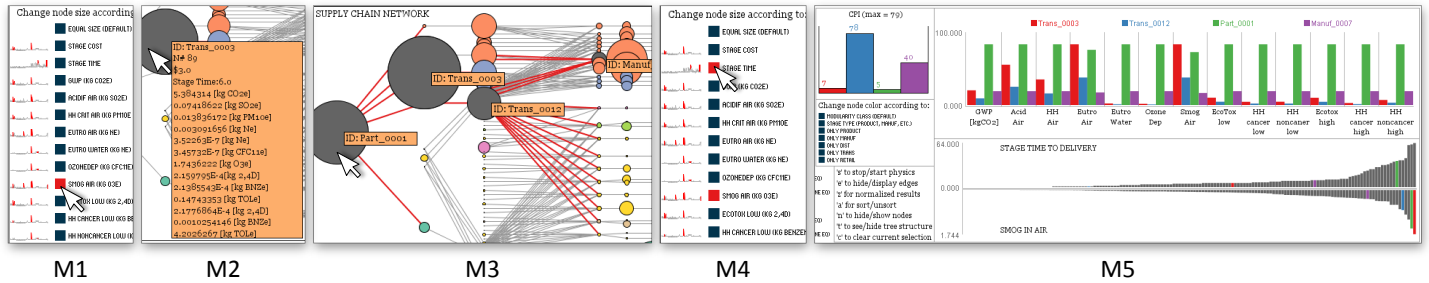 Change node size according
EQUAL SIZE (DEFAULT)
STAGE COST
STAGE TIME
GWP (KG CO2E)
ACIDIF AIR (KG SO2E)
HH CRIT AIR (KG PM10E
EUTRO AIR (KG NE)
EUTRO WATER (KG NE)
OZONEDEP (KG CFC11E)
SMOG AIR (KG O3E)
TOX LOW (KG 2,4D)
HH CANCER LOW (KG BE
HH NONCANCER LOW (K
M1
ID: Trans_0003
N# 89
$3.0
Stage Time:6.0
5.384314 [kg CO2e]
0.07418622 [kg SO2e]
0.013836172 [kg PM10e]
0.003091656 [kg Ne]
3.52263E-7 [kg Ne]
3.45732E-7 [kg CFC11e]
1.7436222 [kg O3e]
2.159795E-4[kg 2,4D]
2.1385543E-4[kg BNZe]
0.14743353 [kg TOLe]
2.1776864E-4 [kg 2,4D]
0.0010254146 [kg BNZe]
4.2026267 [kg TOLe]
M2
SUPPLY CHAIN NETWORK
ID: Trans_0003
ID: Manuf
ID: Trans_0012
ID: Part_0001
M3
Change node size according to:
EQUAL SIZE (DEFAULT)
STAGE COST
STAGE TIME
(KG CO2E)
ACIDIF AIR (KG SO2E)
HH CRIT AIR (KG PM10E
EUTRO AIR (KG NE)
EUTRO WATER (KG NE)
OZONEDEP (KG CFC11E)
SMOG AIR (KG O3E)
ECOTOX LOW (KG 2,4D)
HH CANCER LOW (KG BENZEN
M4
CPI (max = 79)
7
78
5
40
Change node color according to:
MODULARITY CLASS (DEFAULT)
STAGE TYPE (PRODUCT, MANUF, ETC.)
ONLY PRODUCT
ONLY MANUF
ONLY DIST
ONLY TRANS
ONLY RETAIL
's' to stop/start physics
'e' to hide/display edges
'r' for normalized results
'a' for sort/unsort
'n' to hide/show nodes
't' to see/hide tree structure
'c' to clear current selection
Trans_0003
Trans_0012
Part_0001
Manuf_0007
100.000
0.000
GWP
[kgCO2]
Acid
Air
HH
Air
Eutro
Air
Eutro
Water
Ozone
Dep
Smog
Air
EcoTox
low
HH
cancer
low
HH
noncancer
low
Ecotox
high
HH
cancer
high
HH
noncancer
high
64.000
STAGE TIME TO DELIVERY
0.000
SMOG IN AIR
1.744
M5